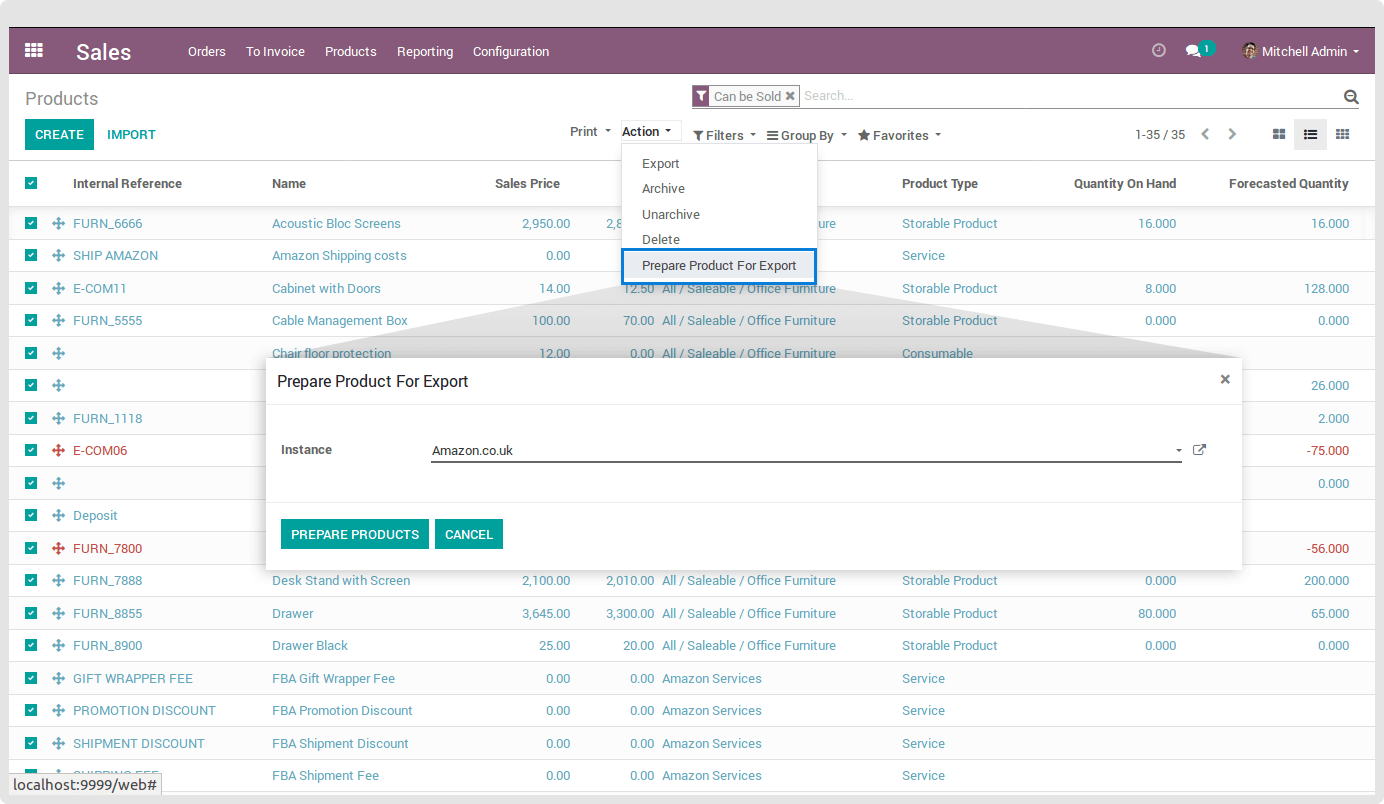 Sales Orders To Invoice Products Reporting Configuration 1 Mitchell Admin
Products Can be Sold Search...
CREATE IMPORT Print Action Filters Group By Favorites 1-35 / 35
Export
Archive
Unarchive
Delete
Prepare Product For Export
Internal Reference Name Sales Price Product Type Quantity On Hand Forecasted Quantity
FURN_6666 Acoustic Bloc Screens 2,950.00 Storable Product 16.000 16.000
SHIP AMAZON Amazon Shipping costs 0.00 Service
E-COM11 Cabinet with Doors 14.00 12.50 All / Saleable / Office Furniture Storable Product 8.000 128.000
FURN_5555 Cable Management Box 100.00 70.00 All / Saleable / Office Furniture Storable Product 0.000 0.000
Chair floor protection 12.00 0.00 All / Saleable / Office Furniture Consumable
26.000
FURN_1118 2.000
E-COM06 -75.000
0.000
Deposit
FURN_7800 -56.000
Prepare Product For Export
Instance Amazon.co.uk
PREPARE PRODUCTS CANCEL
FURN_7888 Desk Stand with Screen 2,100.00 2,010.00 All / Saleable / Office Furniture Storable Product 0.000 200.000
FURN_8855 Drawer 3,645.00 3,300.00 All / Saleable / Office Furniture Storable Product 80.000 65.000
FURN_8900 Drawer Black 25.00 20.00 All / Saleable / Office Furniture Storable Product 0.000 0.000
GIFT WRAPPER FEE FBA Gift Wrapper Fee 0.00 0.00 Amazon Services Service
PROMOTION DISCOUNT FBA Promotion Discount 0.00 0.00 Amazon Services Service
SHIPMENT DISCOUNT FBA Shipment Discount 0.00 0.00 Amazon Services Service
SHIPPING FEE FBA Shipment Fee 0.00 0.00 Amazon Services Service
localhost:9999/web#